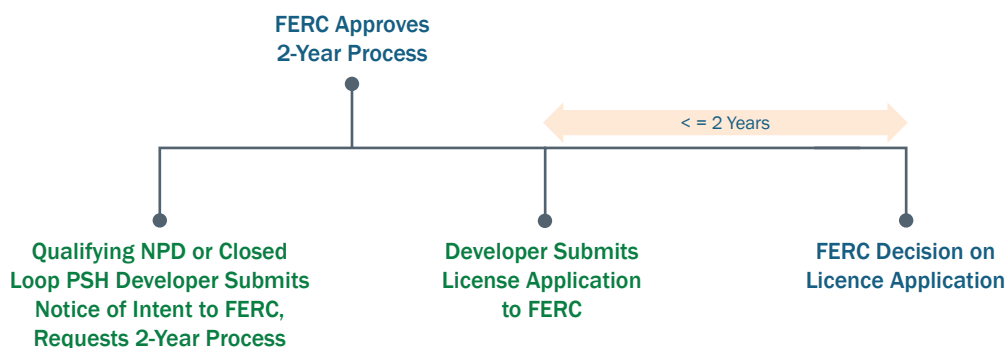 FERC Approves
2-Year Process
< = 2 Years
Qualifying NPD or Closed
Loop PSH Developer Submits
Notice of Intent to FERC,
Requests 2-Year Process
Developer Submits
License Application
to FERC
FERC Decision on
Licence Application